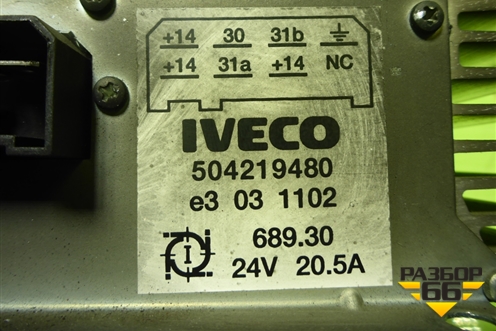 +14 30 31b
+14 31a +14 NC
IVECO
504219480
e3 03 1102
689.30
24V 20.5A
РАЗБОР
66